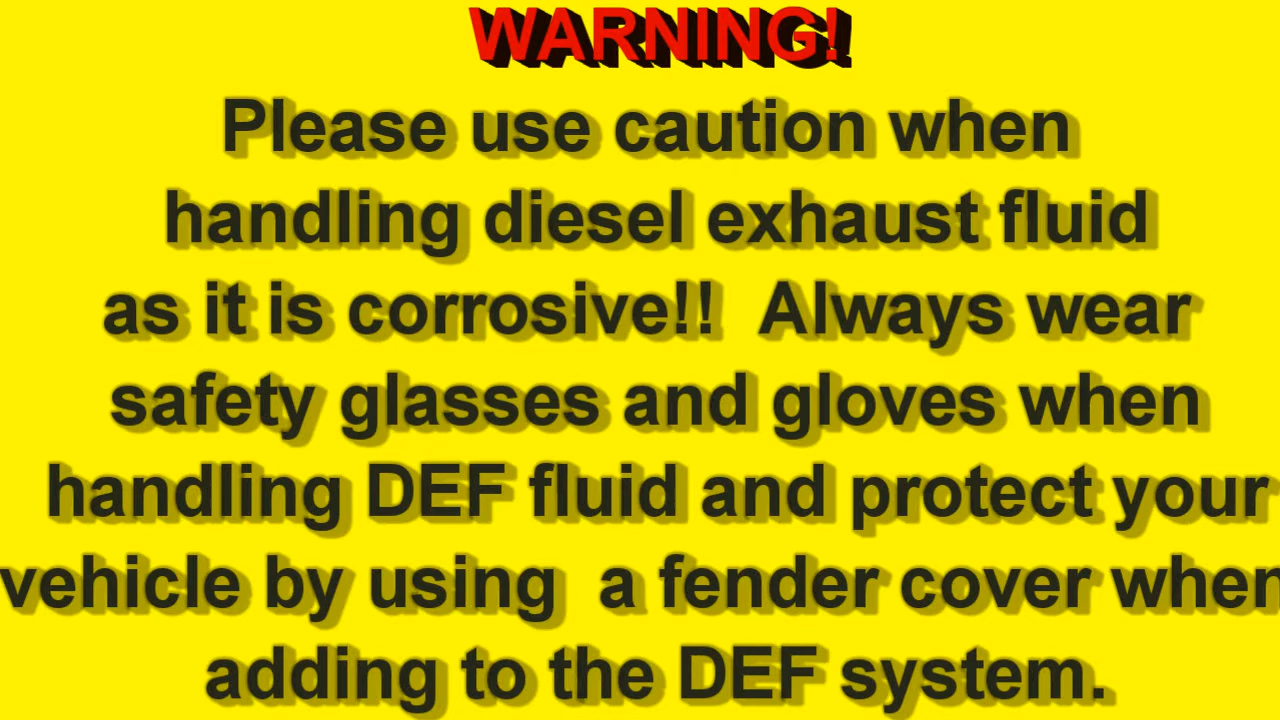 WARNING!
Please use caution when
handling diesel exhaust fluid
as it is corrosive!!  Always wear
safety glasses and gloves when
handling DEF fluid and protect your
vehicle by using  a fender cover when
adding to the DEF system.